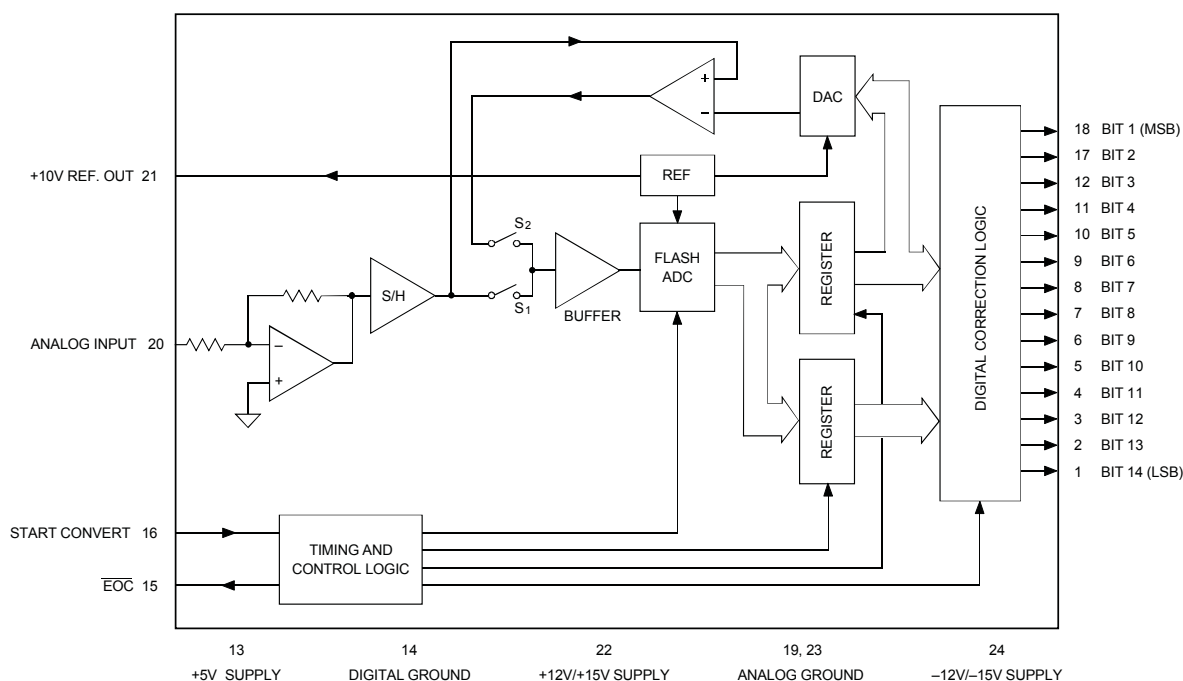 +
–
DAC
18 BIT 1 (MSB)
17 BIT 2
+10V REF. OUT 21
REF
12 BIT 3
11 BIT 4
S2
10 BIT 5
FLASH
ADC
REGISTER
DIGITAL CORRECTION LOGIC
9 BIT 6
S/H
8 BIT 7
S1
BUFFER
7 BIT 8
ANALOG INPUT 20
–
+
6 BIT 9
5 BIT 10
REGISTER
4 BIT 11
3 BIT 12
2 BIT 13
1 BIT 14 (LSB)
START CONVERT 16
TIMING AND
CONTROL LOGIC
EOC 15
13
14
22
19, 23
24
+5V SUPPLY
DIGITAL GROUND
+12V/+15V SUPPLY
ANALOG GROUND
–12V/–15V SUPPLY